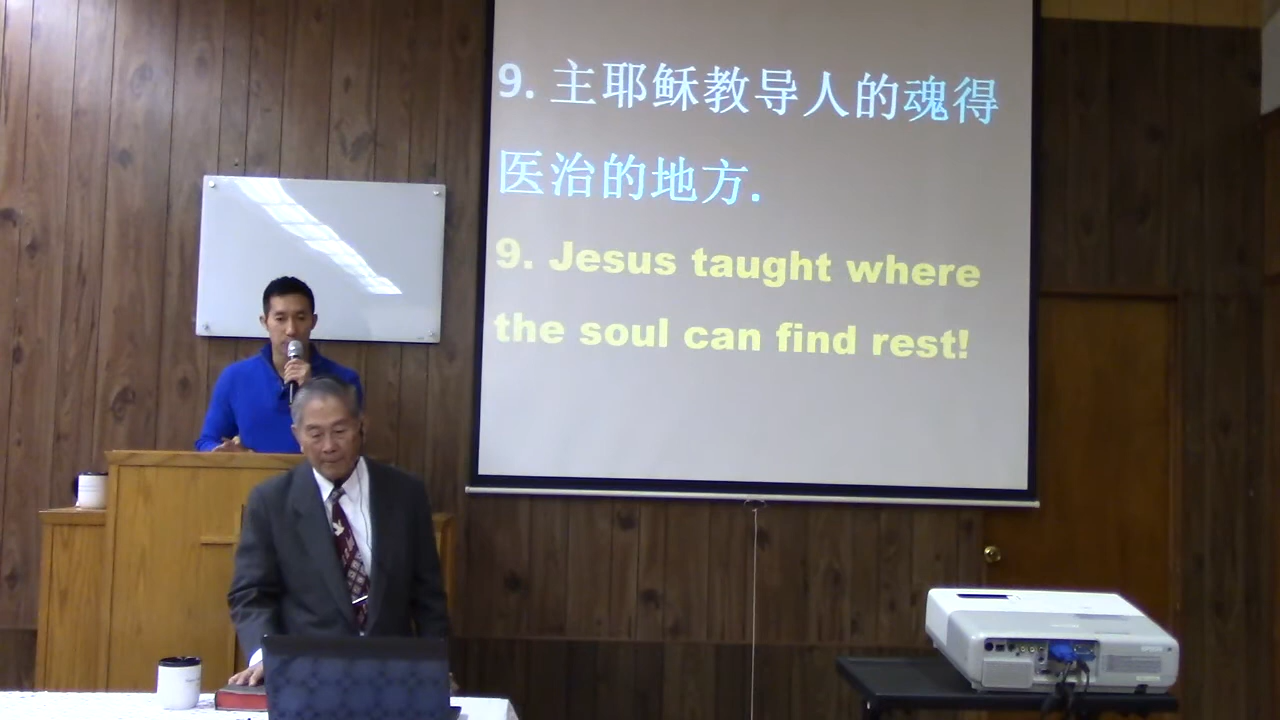 9. 主耶稣教导人的魂得
医治的地方.
9. Jesus taught where
the soul can find rest!
EPSON